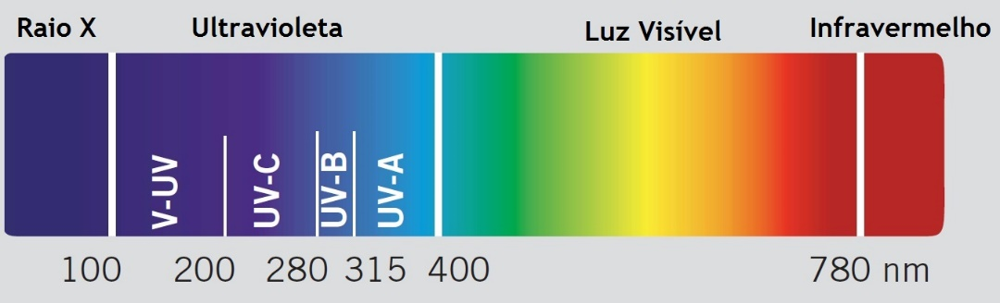 Raio X Ultravioleta Luz Visível Infravermelho
V-UV UV-C UV-B UV-A
100 200 280 315 400 780 nm